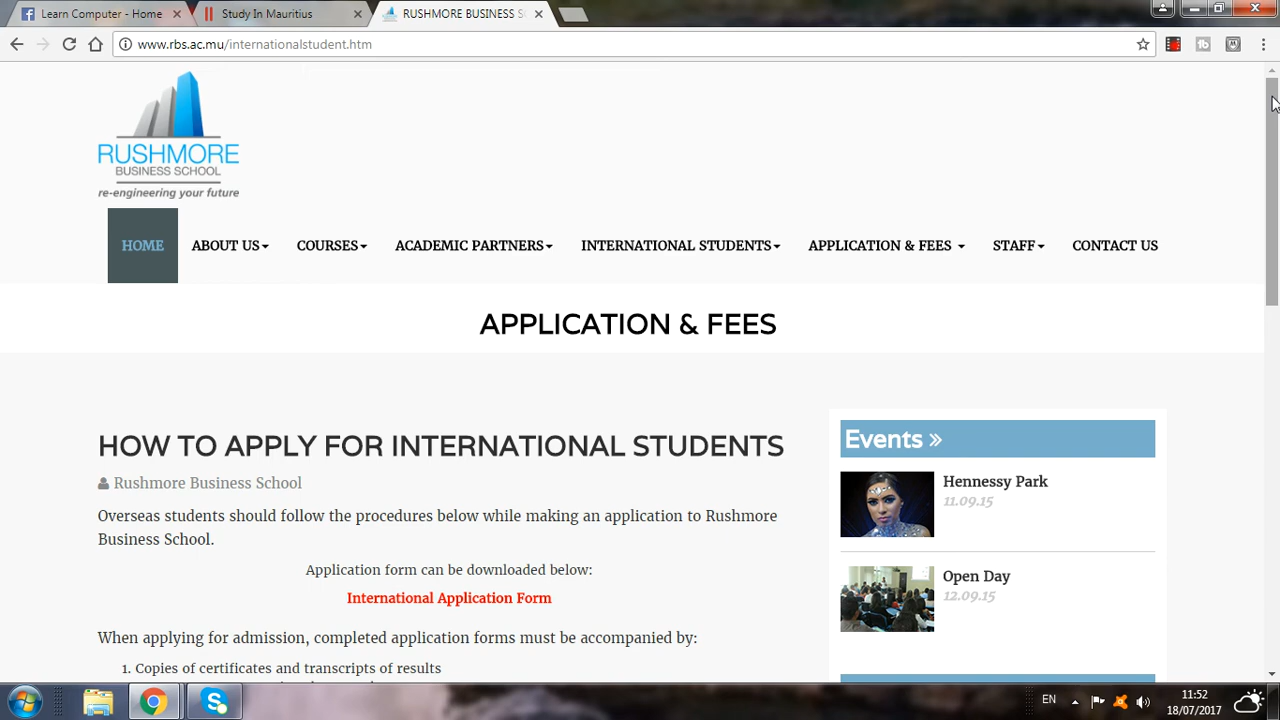 Learn Computer - Home
Study In Mauritius
RUSHMORE BUSINESS S
www.rbs.ac.mu/internationalstudent.htm
RUSHMORE
BUSINESS SCHOOL
re-engineering your future
HOME ABOUT US COURSES ACADEMIC PARTNERS INTERNATIONAL STUDENTS APPLICATION & FEES STAFF CONTACT US
APPLICATION & FEES
HOW TO APPLY FOR INTERNATIONAL STUDENTS
Rushmore Business School
Overseas students should follow the procedures below while making an application to Rushmore
Business School.
Application form can be downloaded below:
International Application Form
When applying for admission, completed application forms must be accompanied by:
1. Copies of certificates and transcripts of results
Events »
Hennessy Park
11.09.15
Open Day
12.09.15
EN
11:52
18/07/2017